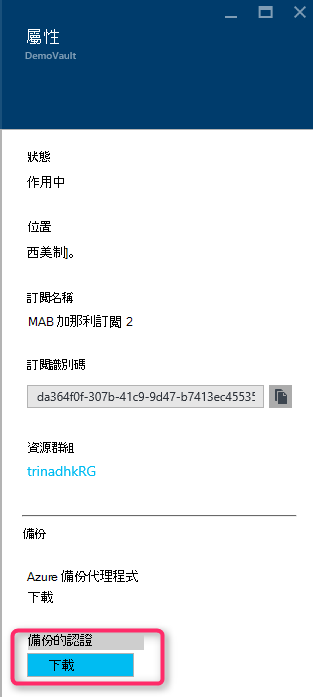 屬性
DemoVault
狀態
作用中
位置
西美制]。
訂閱名稱
MAB 加那利訂閱 2
訂閱識別碼
da364f0f-307b-41c9-9d47-b7413ec45535
資源群組
trinadhkRG
備份
Azure 備份代理程式
下載
備份的認證
下載